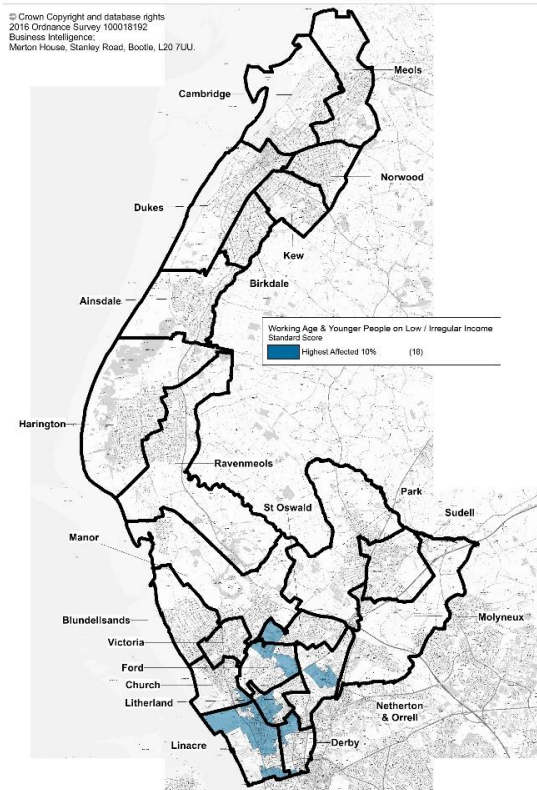 © Crown Copyright and database rights
2016 Ordnance Survey 100018192
Business Intelligence;
Merton House, Stanley Road, Bootle, L20 7UU.
Meols
Cambridge
Norwood
Dukes
Kew
Birkdale
Ainsdale
Working Age & Younger People on Low / Irregular Income
Standard Score
Highest Affected 10% (18)
Harington
Ravenmeols
Park
St Oswald
Sudell
Manor
Molyneux
Blundellsands
Victoria
Ford
Church
Litherland
Netherton
& Orrell
Linacre
Derby